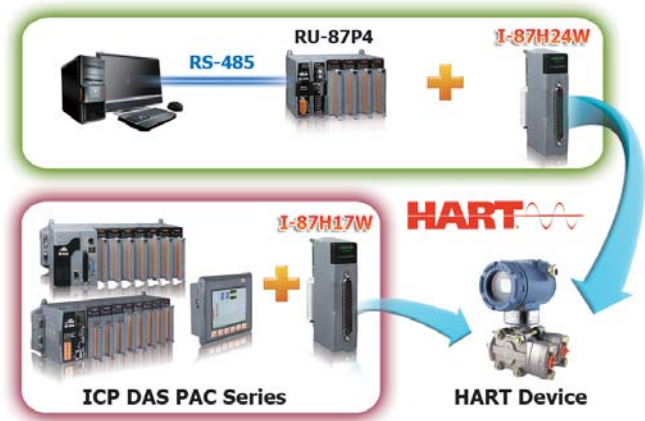 RU-87P4
I-87H24W
RS-485
I-87H17W
HART
ICP DAS PAC Series
HART Device